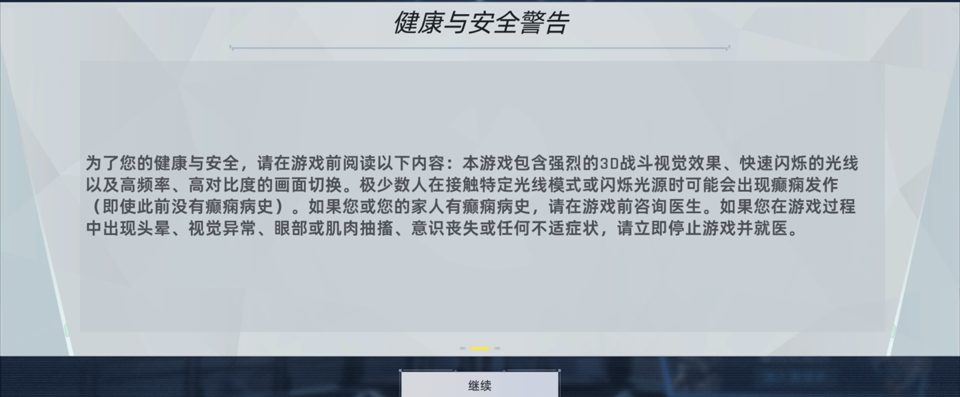 健康与安全警告
为了您的健康与安全，请在游戏前阅读以下内容：本游戏包含强烈的3D战斗视觉效果、快速闪烁的光线
以及高频率、高对比度的画面切换。极少数人在接触特定光线模式或闪烁光源时可能会出现癫痫发作
（即使此前没有癫痫病史）。如果您或您的家人有癫痫病史，请在游戏前咨询医生。如果您在游戏过程
中出现头晕、视觉异常、眼部或肌肉抽搐、意识丧失或任何不适症状，请立即停止游戏并就医。
继续